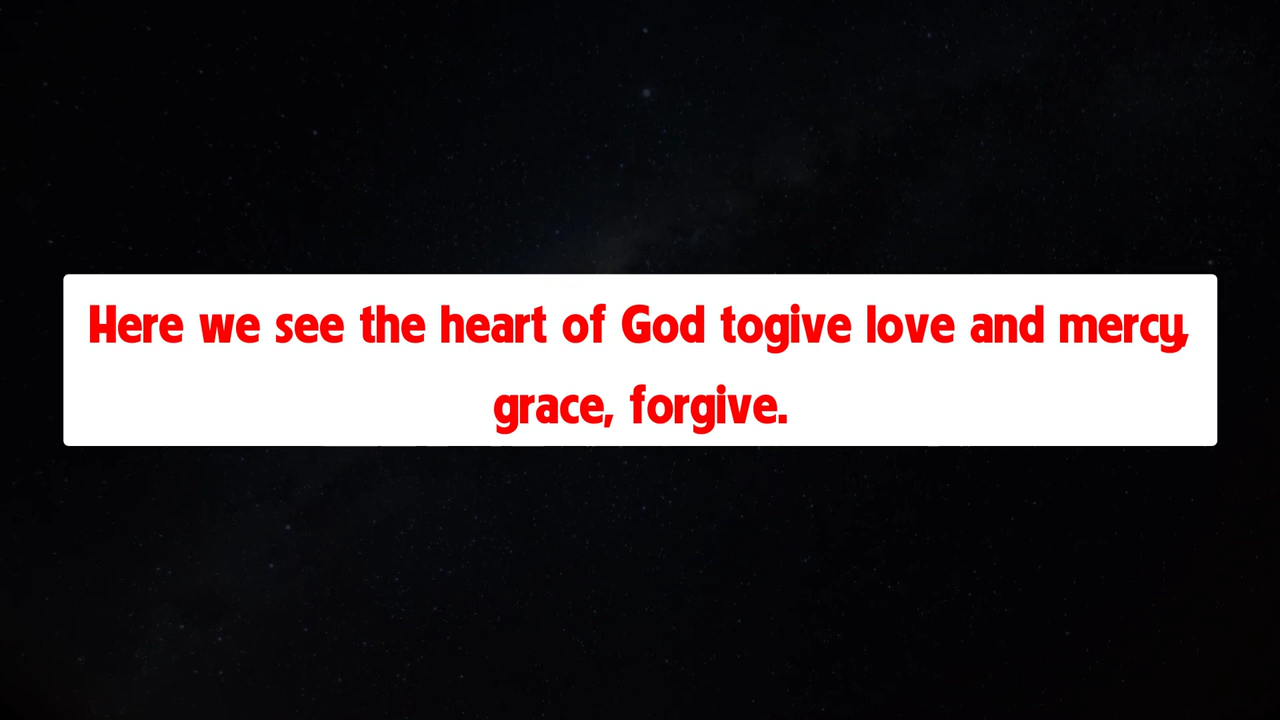 Here we see the heart of God togive love and mercy,
grace, forgive.